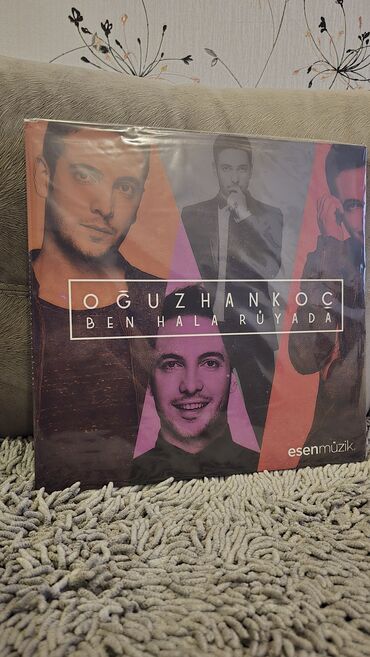 OĞUZHANKOÇ
BEN HALA RÜYADA
esenmüzik.